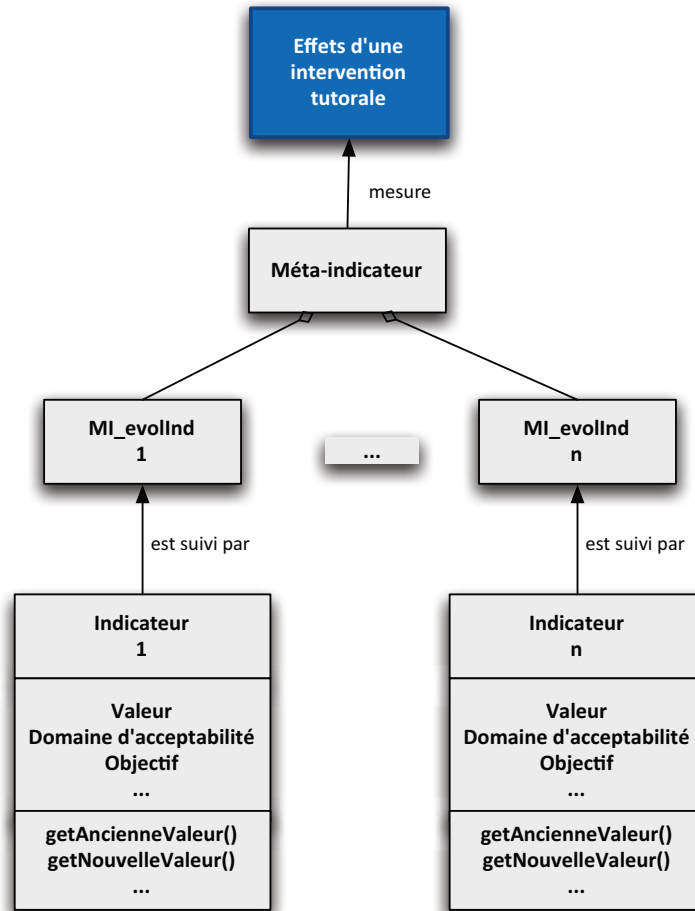 Effets d'une
intervention
tutorale
mesure
Méta-indicateur
MI_evolInd
1
...
MI_evolInd
n
est suivi par
est suivi par
Indicateur
1
Valeur
Domaine d'acceptabilité
Objectif
...
getAncienneValeur()
getNouvelleValeur()
...
Indicateur
n
Valeur
Domaine d'acceptabilité
Objectif
...
getAncienneValeur()
getNouvelleValeur()
...